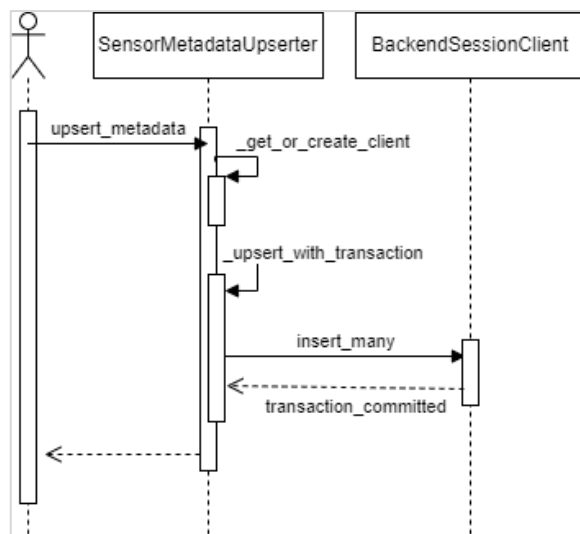 SensorMetadataUpserter
BackendSessionClient
upsert_metadata
_get_or_create_client
_upsert_with_transaction
insert_many
transaction_committed